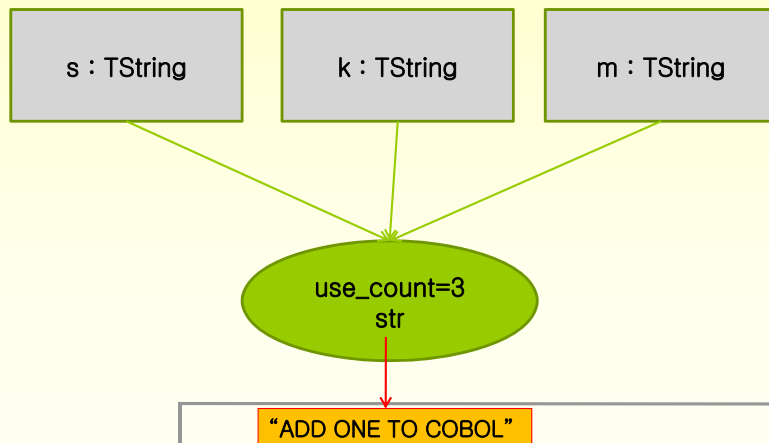 s : TString
k : TString
m : TString
use_count=3
str
“ADD ONE TO COBOL”